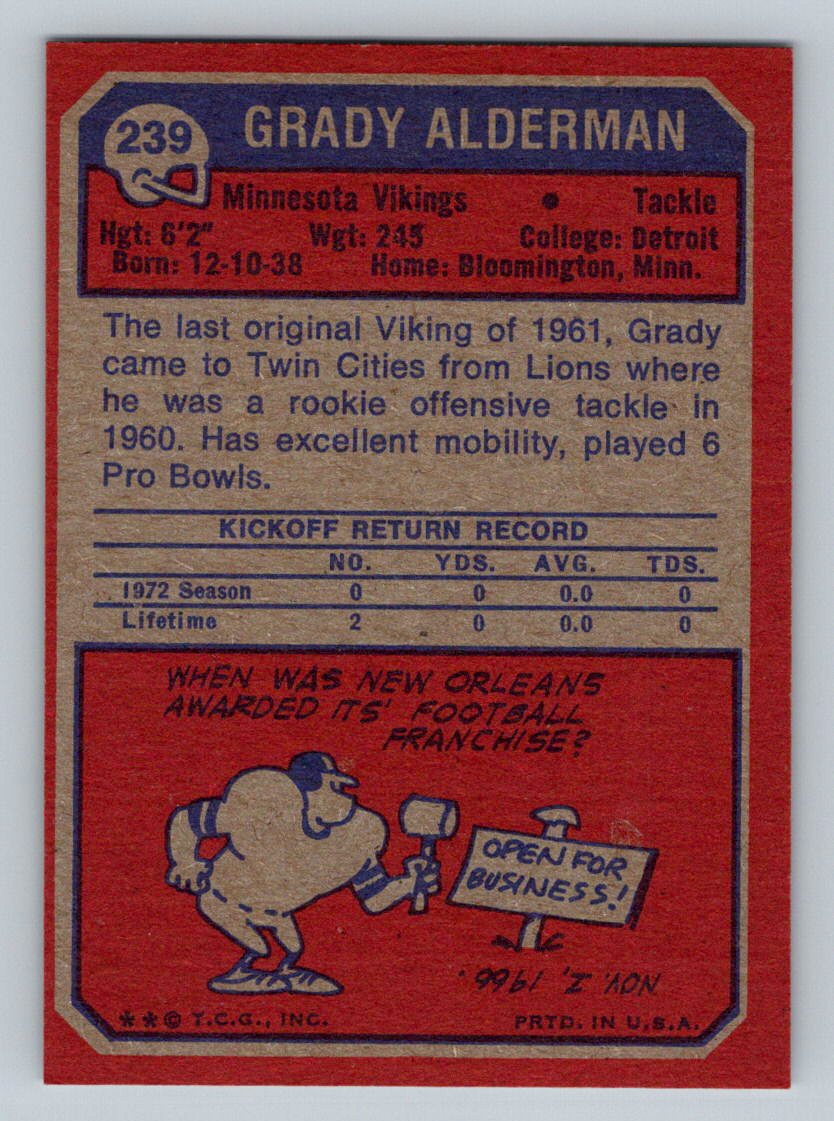 239
GRADY ALDERMAN
Minnesota Vikings • Tackle
Hgt: 6'2" Wgt: 245 College: Detroit
Born: 12-10-38 Home: Bloomington, Minn.
The last original Viking of 1961, Grady
came to Twin Cities from Lions where
he was a rookie offensive tackle in
1960. Has excellent mobility, played 6
Pro Bowls.
KICKOFF RETURN RECORD
NO. YDS. AVG. TDS.
1972 Season 0 0 0.0 0
Lifetime 2 0 0.0 0
WHEN WAS NEW ORLEANS
AWARDED ITS' FOOTBALL
FRANCHISE?
OPEN FOR
BUSINESS!
NOV. 1, 1966.
**© T.C.G., INC. PRTD. IN U.S.A.